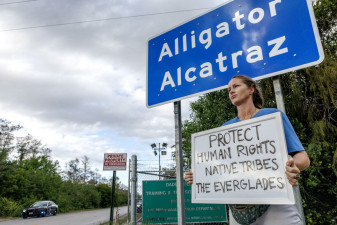 Alligator
Alcatraz
PROTECT
HUMAN RIGHTS
NATIVE TRIBES
THE EVERGLADES